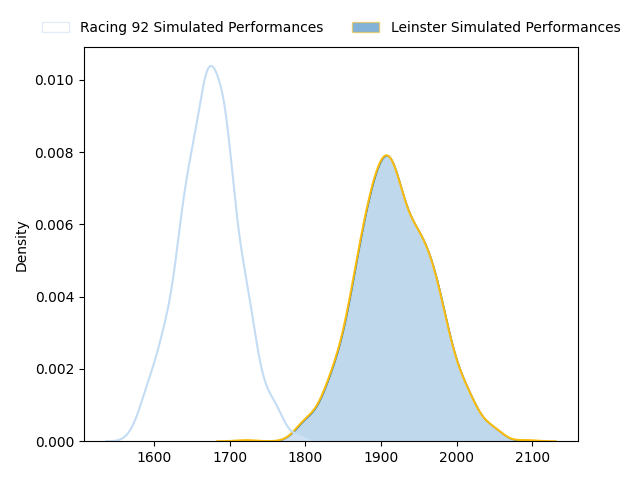 Racing 92 Simulated Performances
Leinster Simulated Performances
Density
0.010
0.008
0.006
0.004
0.002
0.000
1600 1700 1800 1900 2000 2100